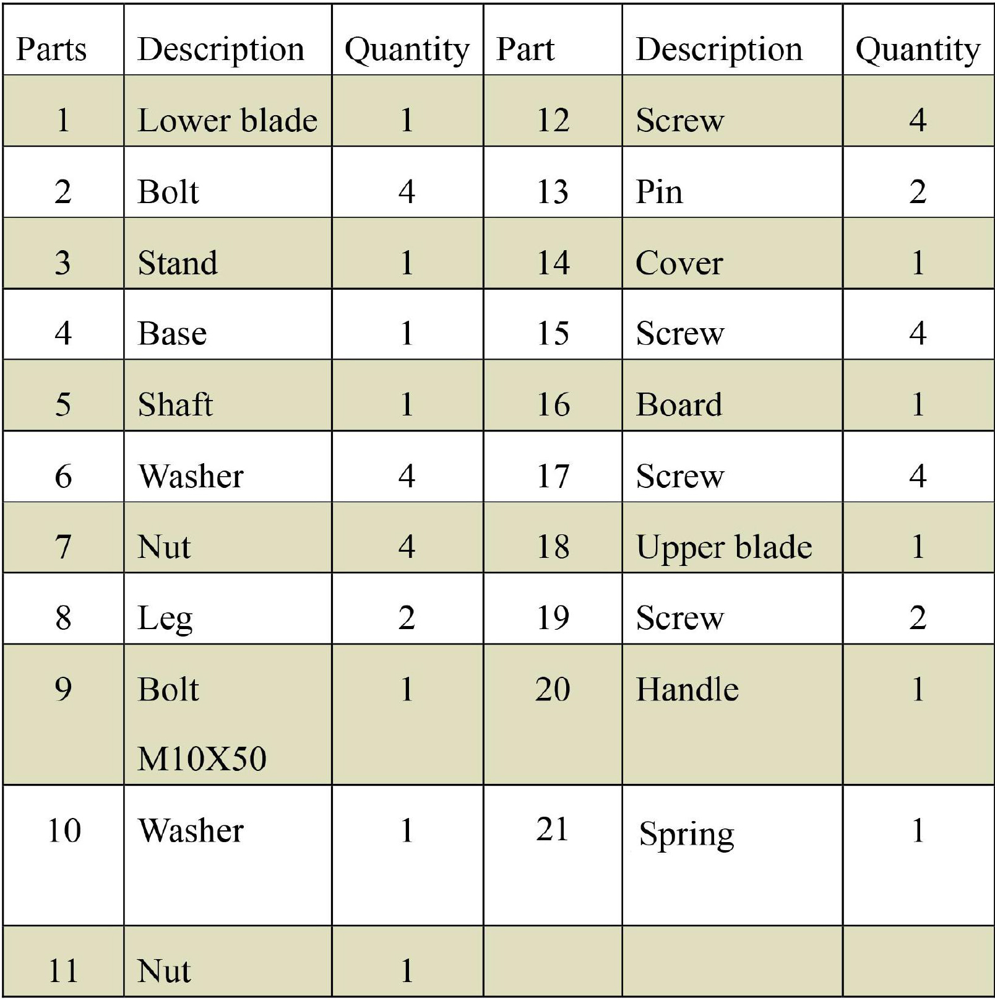 Parts Description Quantity Part Description Quantity
1 Lower blade 1 12 Screw 4
2 Bolt 4 13 Pin 2
3 Stand 1 14 Cover 1
4 Base 1 15 Screw 4
5 Shaft 1 16 Board 1
6 Washer 4 17 Screw 4
7 Nut 4 18 Upper blade 1
8 Leg 2 19 Screw 2
9 Bolt 1 20 Handle 1
M10X50
10 Washer 1 21 Spring 1
11 Nut 1